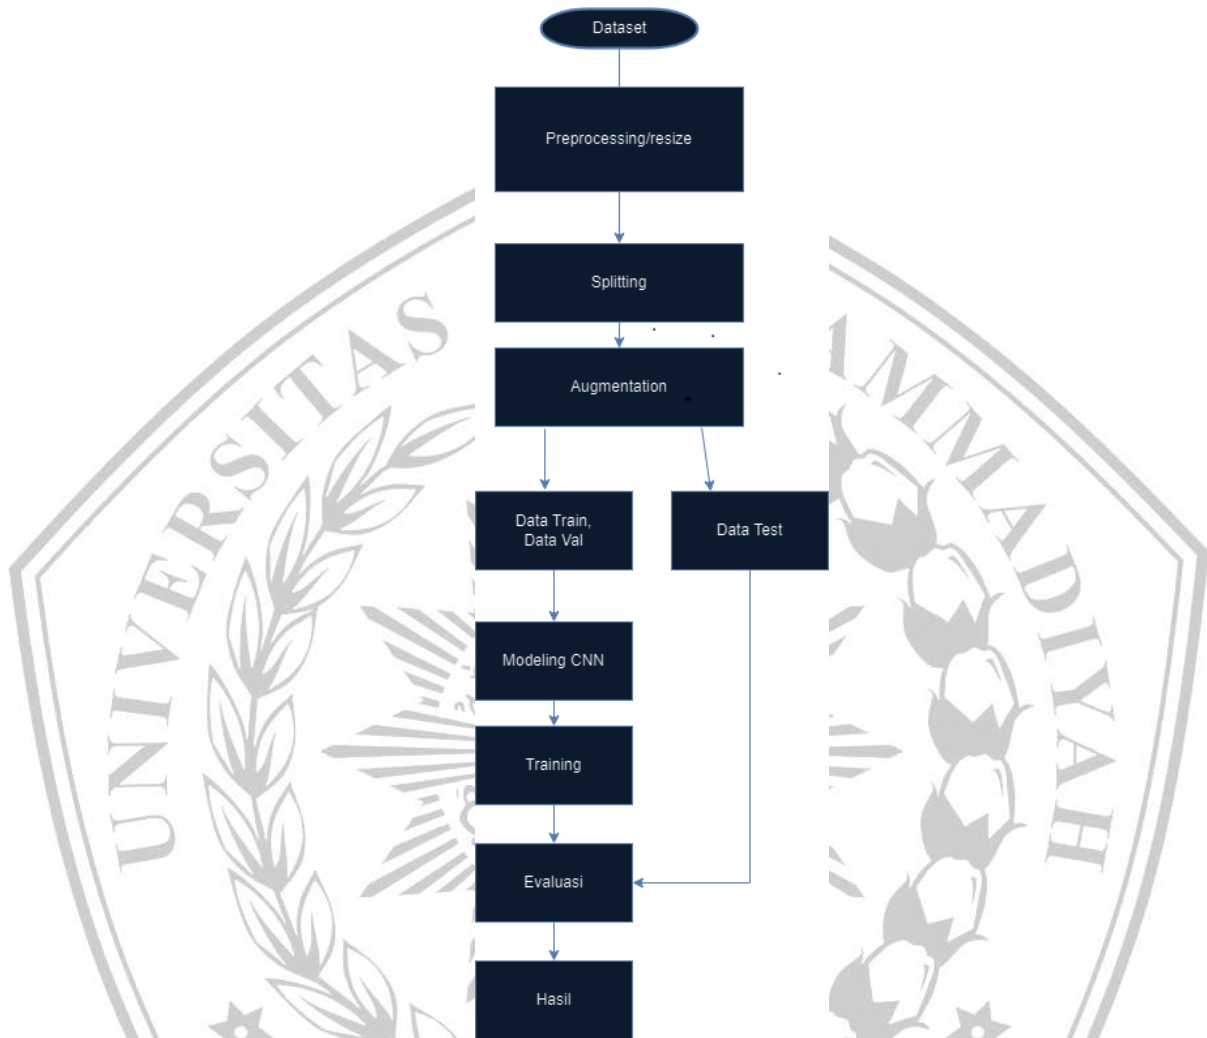 Dataset
Preprocessing/resize
Splitting
Augmentation
Data Train,
Data Val
Data Test
Modeling CNN
Training
Evaluasi
Hasil
UNIVERSITAS
AMMADIYAH